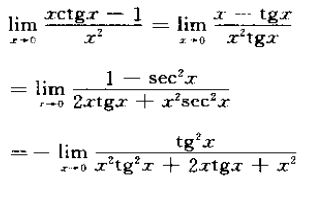 lim_{x→0} (xctgx − 1)/x² = lim_{x→0} (x − tgx)/(x²tgx)
= lim_{x→0} (1 − sec²x)/(2xtgx + x²sec²x)
= − lim_{x→0} tg²x/(x²tg²x + 2xtgx + x²)